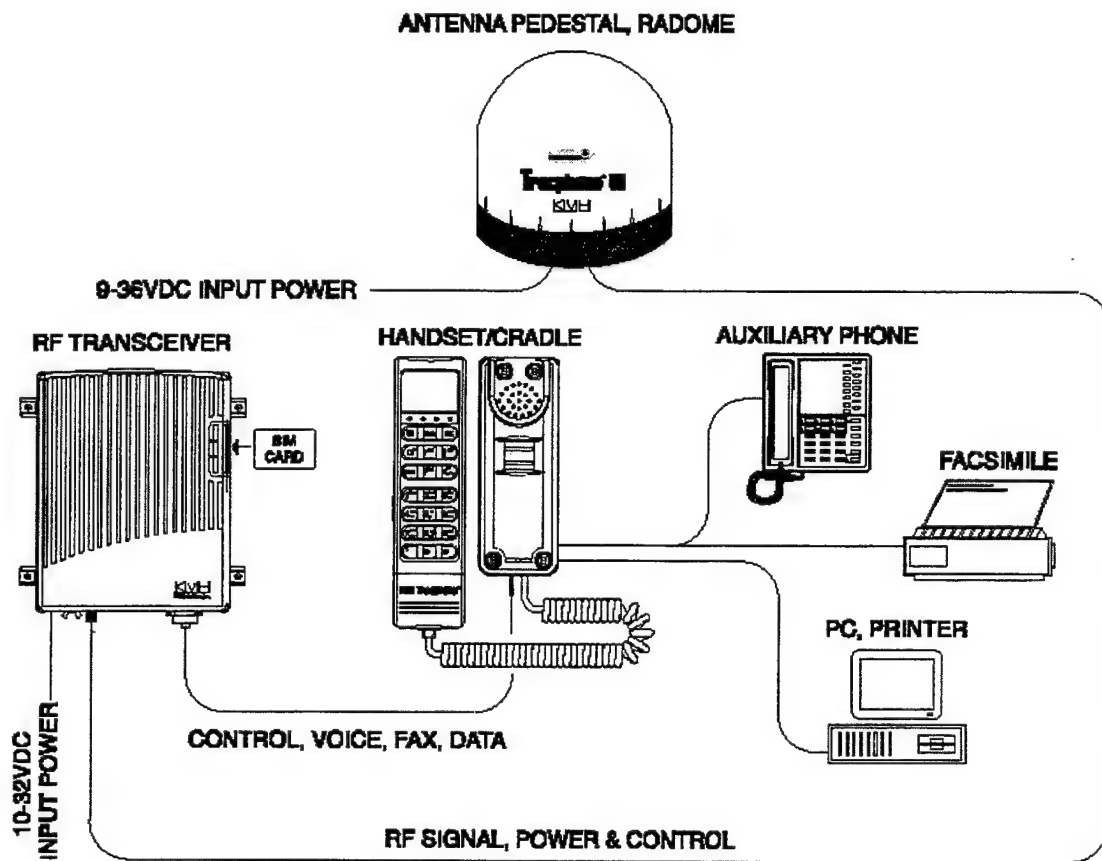 ANTENNA PEDESTAL, RADOME
Tracphone
KVH
9-36VDC INPUT POWER
RF TRANSCEIVER
HANDSET/CRADLE
AUXILIARY PHONE
SIM
CARD
FACSIMILE
KVH
PC, PRINTER
CONTROL, VOICE, FAX, DATA
10-32VDC
INPUT POWER
RF SIGNAL, POWER & CONTROL